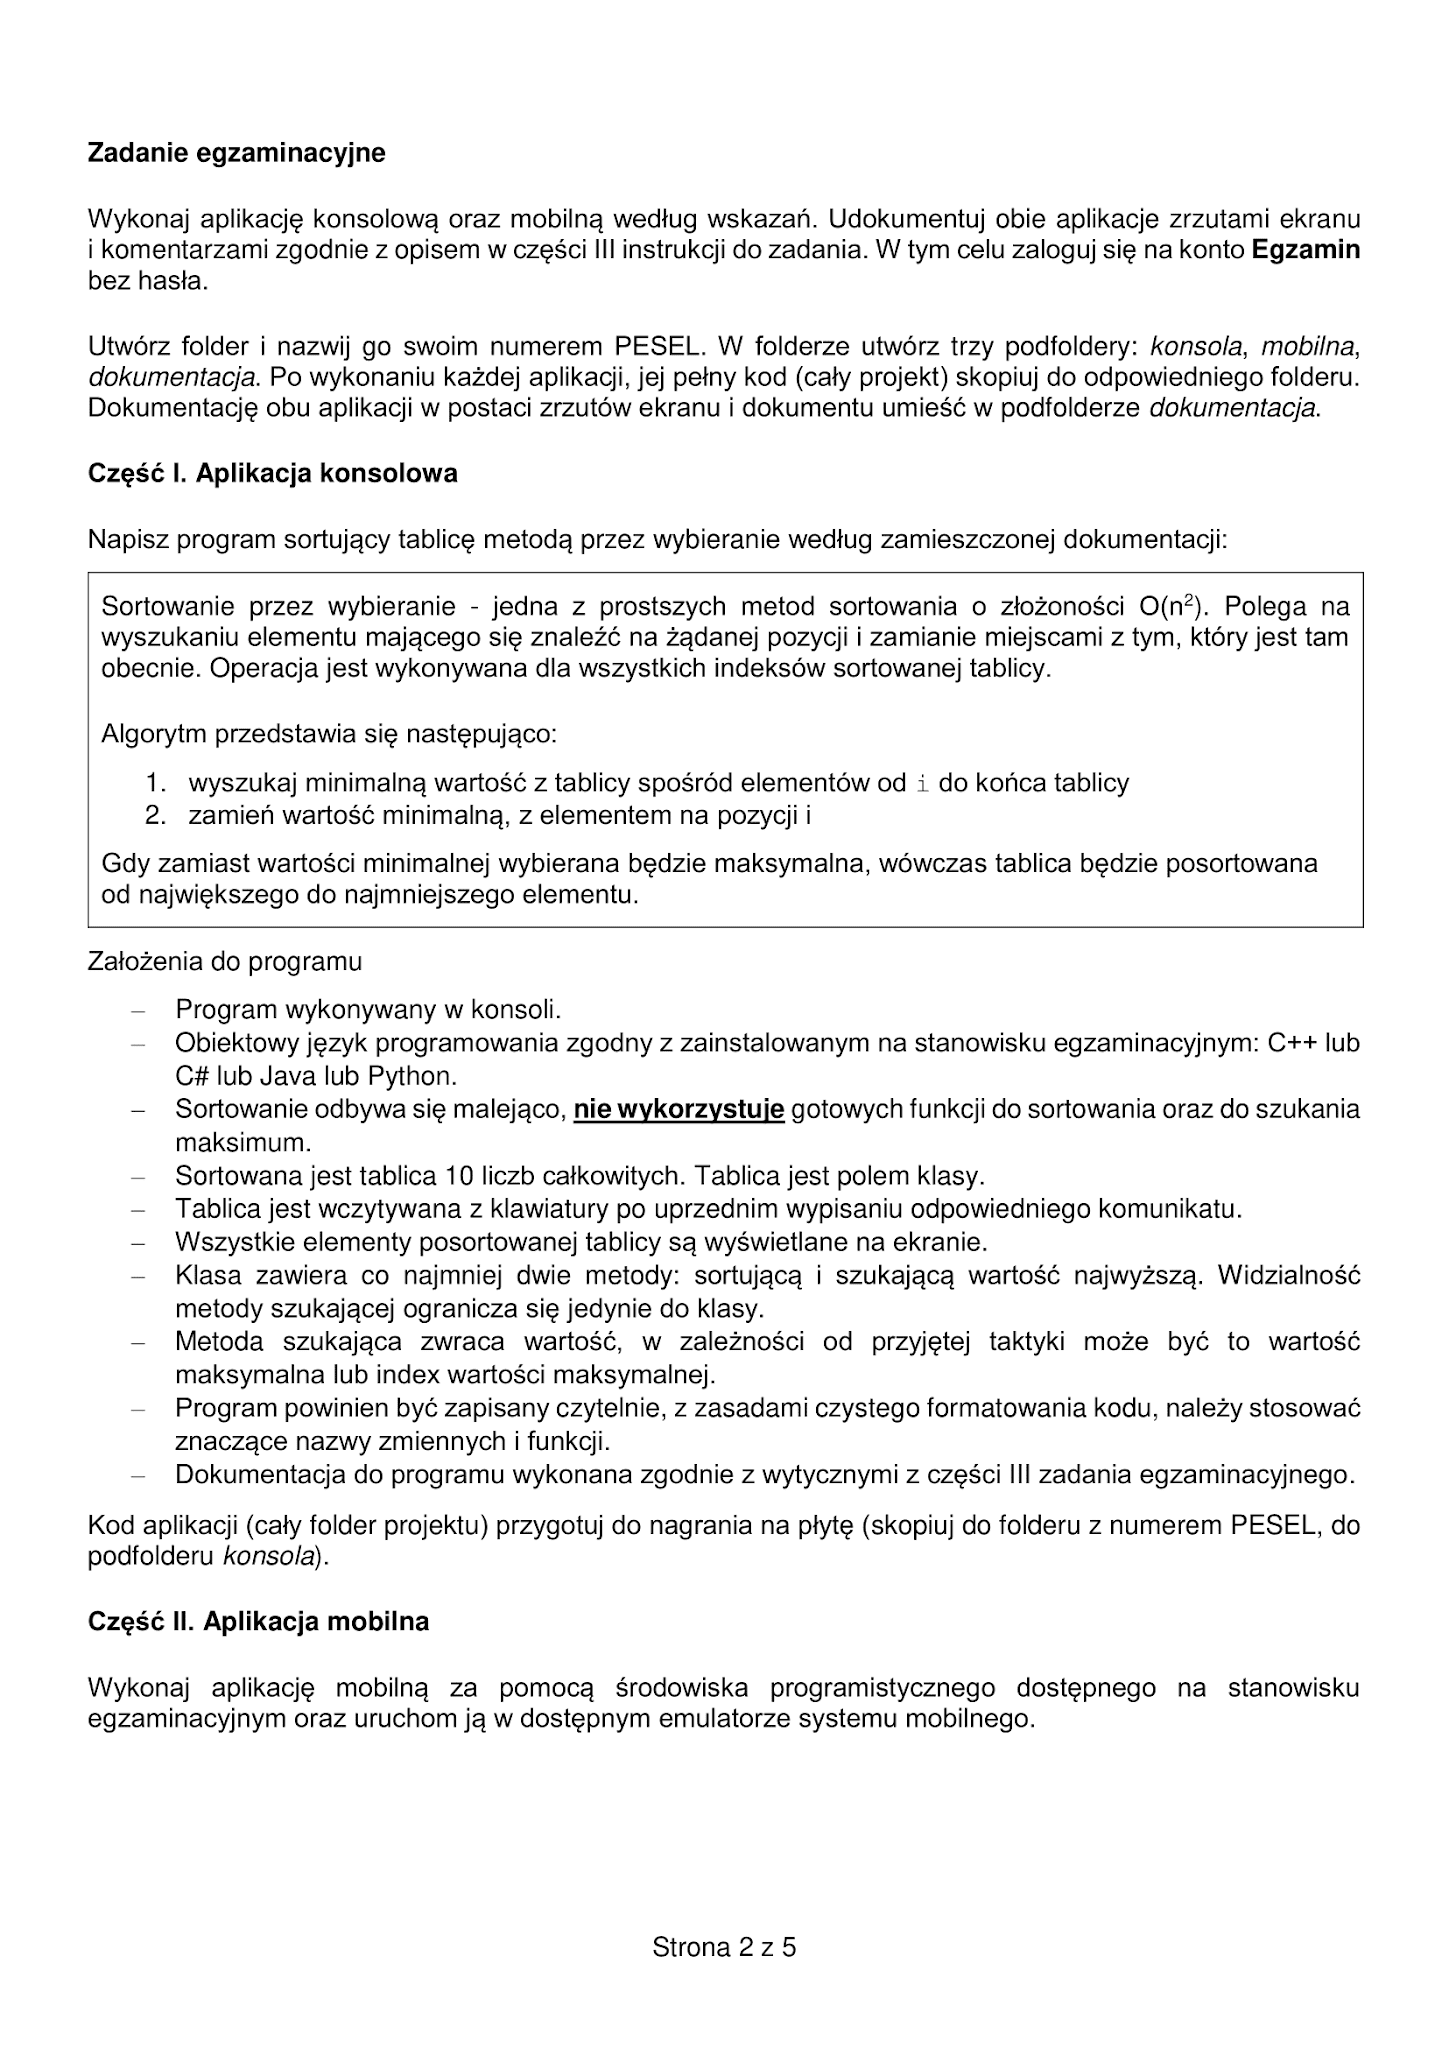 Zadanie egzaminacyjne
Wykonaj aplikację konsolową oraz mobilną według wskazań. Udokumentuj obie aplikacje zrzutami ekranu
i komentarzami zgodnie z opisem w części III instrukcji do zadania. W tym celu zaloguj się na konto Egzamin
bez hasła.
Utwórz folder i nazwij go swoim numerem PESEL. W folderze utwórz trzy podfoldery: konsola, mobilna,
dokumentacja. Po wykonaniu każdej aplikacji, jej pełny kod (cały projekt) skopiuj do odpowiedniego folderu.
Dokumentację obu aplikacji w postaci zrzutów ekranu i dokumentu umieść w podfolderze dokumentacja.
Część I. Aplikacja konsolowa
Napisz program sortujący tablicę metodą przez wybieranie według zamieszczonej dokumentacji:
Sortowanie przez wybieranie - jedna z prostszych metod sortowania o złożoności O(n²). Polega na
wyszukaniu elementu mającego się znaleźć na żądanej pozycji i zamianie miejscami z tym, który jest tam
obecnie. Operacja jest wykonywana dla wszystkich indeksów sortowanej tablicy.
Algorytm przedstawia się następująco:
1. wyszukaj minimalną wartość z tablicy spośród elementów od i do końca tablicy
2. zamień wartość minimalną, z elementem na pozycji i
Gdy zamiast wartości minimalnej wybierana będzie maksymalna, wówczas tablica będzie posortowana
od największego do najmniejszego elementu.
Założenia do programu
– Program wykonywany w konsoli.
– Obiektowy język programowania zgodny z zainstalowanym na stanowisku egzaminacyjnym: C++ lub
C# lub Java lub Python.
– Sortowanie odbywa się malejąco, nie wykorzystuje gotowych funkcji do sortowania oraz do szukania
maksimum.
– Sortowana jest tablica 10 liczb całkowitych. Tablica jest polem klasy.
– Tablica jest wczytywana z klawiatury po uprzednim wypisaniu odpowiedniego komunikatu.
– Wszystkie elementy posortowanej tablicy są wyświetlane na ekranie.
– Klasa zawiera co najmniej dwie metody: sortującą i szukającą wartość najwyższą. Widzialność
metody szukającej ogranicza się jedynie do klasy.
– Metoda szukająca zwraca wartość, w zależności od przyjętej taktyki może być to wartość
maksymalna lub index wartości maksymalnej.
– Program powinien być zapisany czytelnie, z zasadami czystego formatowania kodu, należy stosować
znaczące nazwy zmiennych i funkcji.
– Dokumentacja do programu wykonana zgodnie z wytycznymi z części III zadania egzaminacyjnego.
Kod aplikacji (cały folder projektu) przygotuj do nagrania na płytę (skopiuj do folderu z numerem PESEL, do
podfolderu konsola).
Część II. Aplikacja mobilna
Wykonaj aplikację mobilną za pomocą środowiska programistycznego dostępnego na stanowisku
egzaminacyjnym oraz uruchom ją w dostępnym emulatorze systemu mobilnego.
Strona 2 z 5